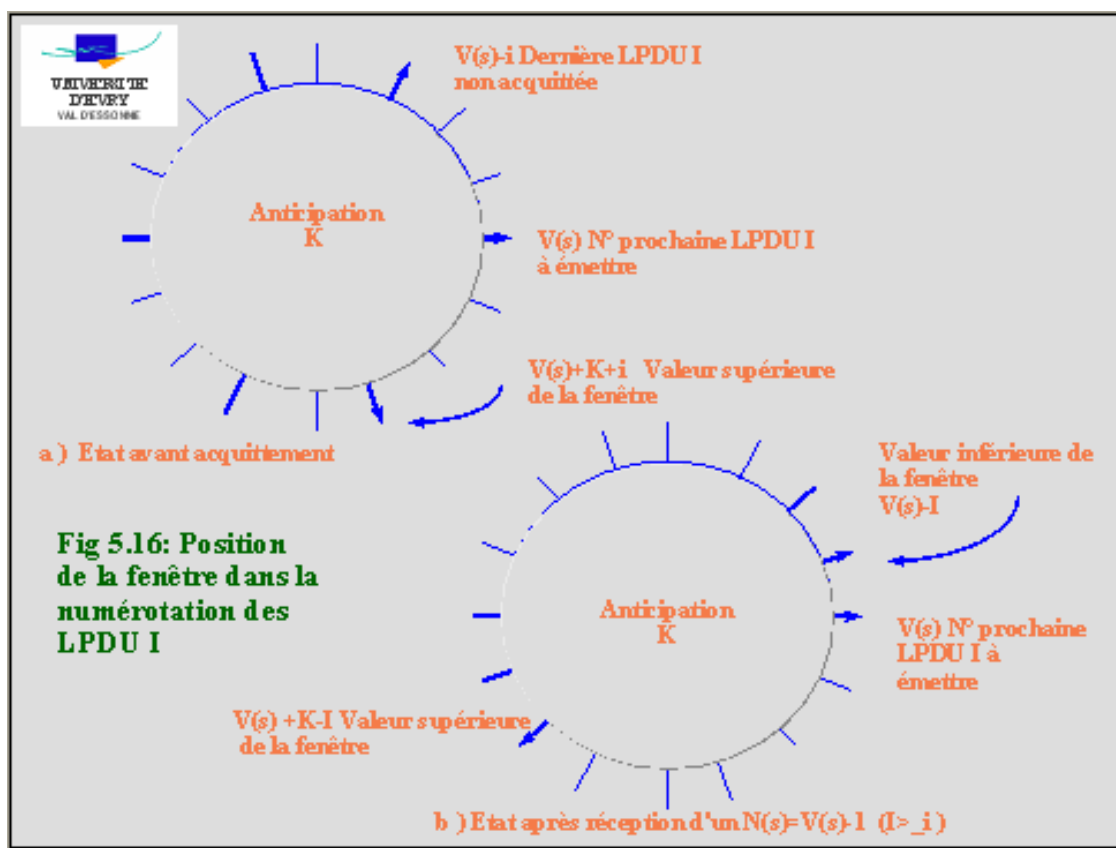 UNIVERSITE
D'EVRY
VAL D'ESSONNE
V(s)-i Dernière LPDU I
non acquittée
Anticipation
K
V(s) N° prochaine LPDU I
à émettre
V(s)+K+i Valeur supérieure
de la fenêtre
a ) Etat avant acquittement
Valeur inférieure de
la fenêtre
V(s)-I
Fig 5.16: Position
de la fenêtre dans la
numérotation des
LPDU I
Anticipation
K
V(s) N° prochaine
LPDU I à
émettre
V(s) +K-I Valeur supérieure
de la fenêtre
b ) Etat après réception d'un N(s)=V(s)-1 (I>_i )